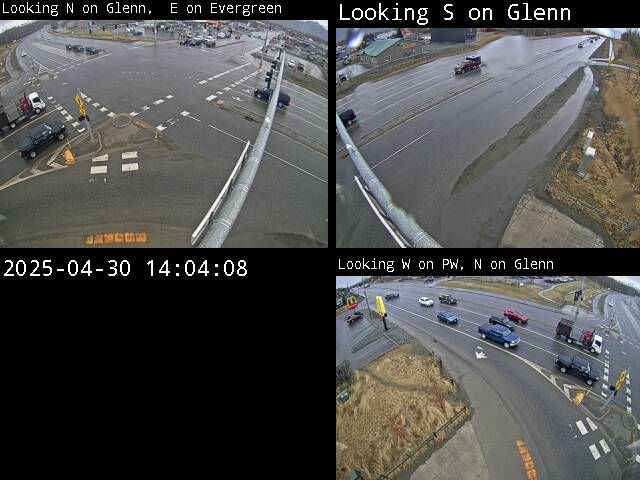 Looking N on Glenn,  E on Evergreen
Looking S on Glenn
2025-04-30 14:04:08
Looking W on PW, N on Glenn